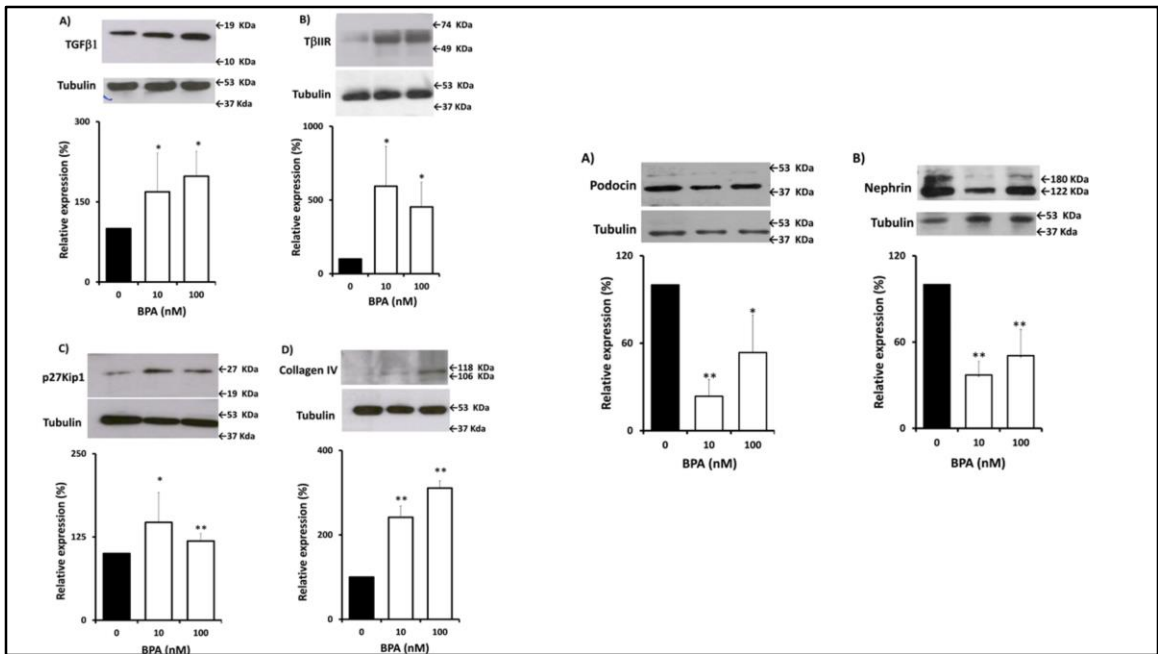 A)
TGFβ1
←19 KDa
←10 KDa
Tubulin
←53 KDa
←37 Kda
Relative expression (%)
300
150
0
*
*
0 10 100
BPA (nM)
B)
TβIIR
←74 KDa
←49 KDa
Tubulin
←53 KDa
←37 KDa
Relative expression (%)
1000
500
0
*
*
0 10 100
BPA (nM)
C)
p27Kip1
←27 KDa
←19 KDa
Tubulin
←53 KDa
←37 Kda
Relative expression (%)
250
125
0
*
**
0 10 100
BPA (nM)
D)
Collagen IV
←118 KDa
←106 KDa
Tubulin
←53 KDa
←37 KDa
Relative expression (%)
400
200
0
**
**
0 10 100
BPA (nM)
A)
Podocin
←53 KDa
←37 KDa
Tubulin
←53 KDa
←37 KDa
Relative expression (%)
120
60
0
**
*
0 10 100
BPA (nM)
B)
Nephrin
←180 KDa
←122 KDa
Tubulin
←53 KDa
←37 Kda
Relative expression (%)
120
60
0
**
**
0 10 100
BPA (nM)